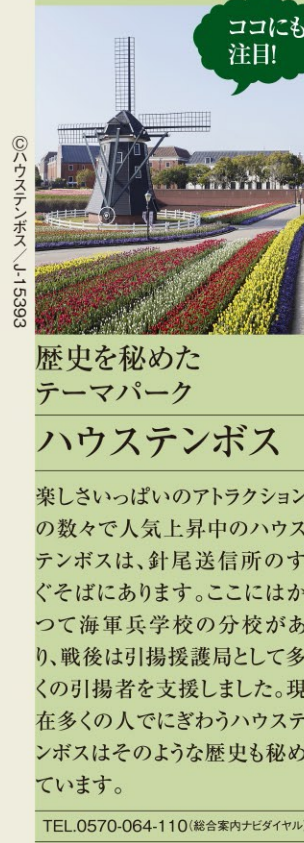 ココにも
注目!
©ハウステンボス/J-15393
歴史を秘めた
テーマパーク
ハウステンボス
楽しさいっぱいのアトラクション
の数々で人気上昇中のハウス
テンボスは、針尾送信所のす
ぐそばにあります。ここにはか
つて海軍兵学校の分校があ
り、戦後は引揚援護局として多
くの引揚者を支援しました。現
在多くの人でにぎわうハウステ
ンボスはそのような歴史も秘め
ています。
TEL.0570-064-110(総合案内ナビダイヤル)